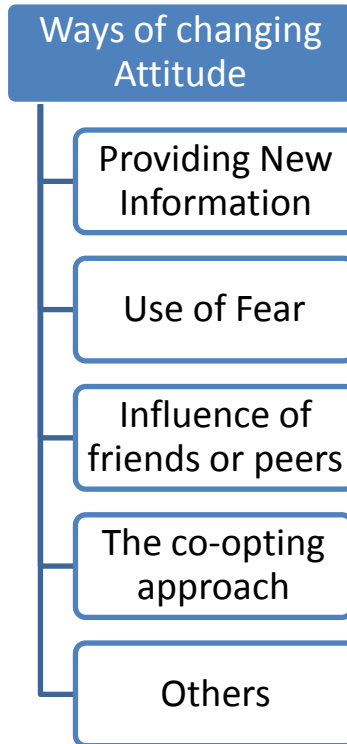 Ways of changing
Attitude
Providing New
Information
Use of Fear
Influence of
friends or peers
The co-opting
approach
Others